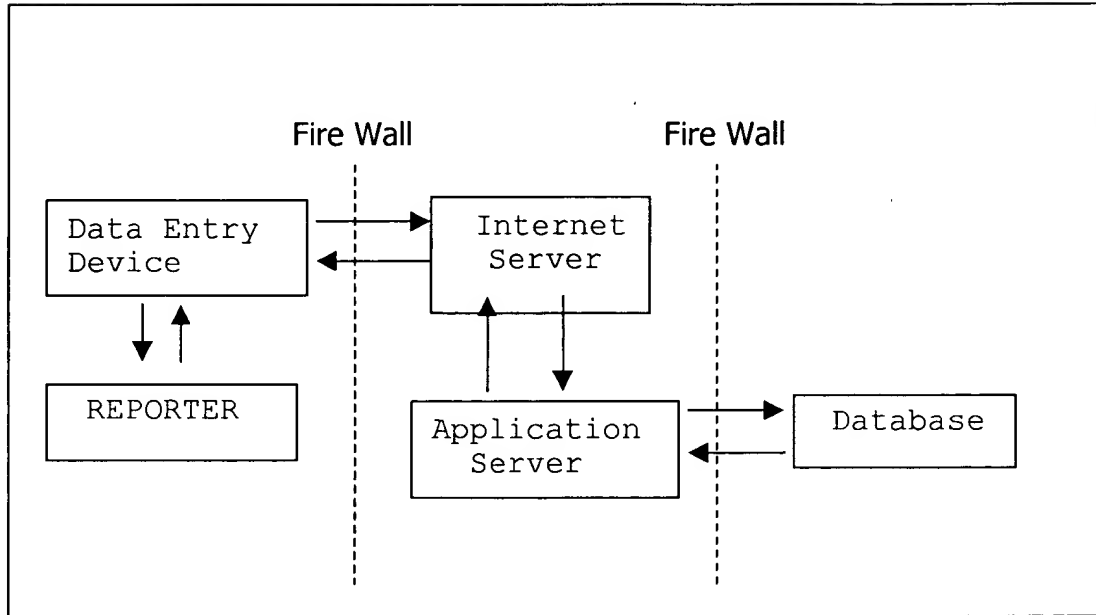 Fire Wall
Fire Wall
Data Entry
Device
Internet
Server
REPORTER
Application
Server
Database